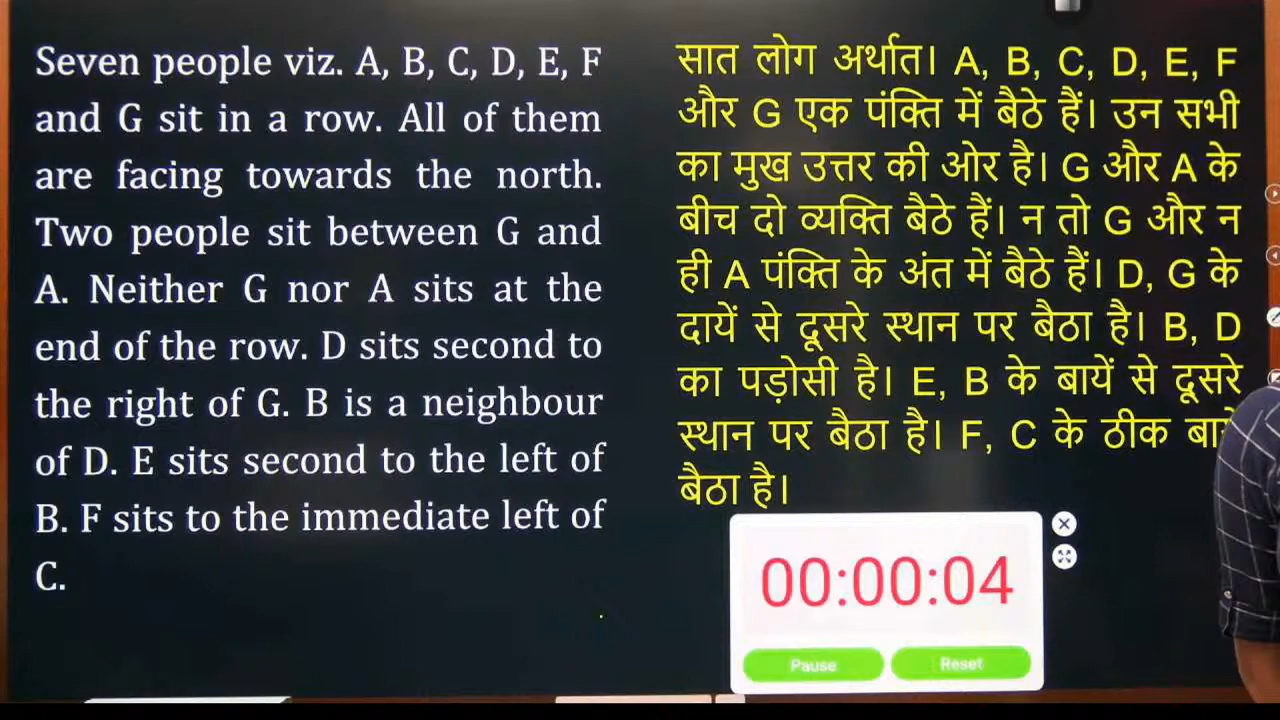 Seven people viz. A, B, C, D, E, F
and G sit in a row. All of them
are facing towards the north.
Two people sit between G and
A. Neither G nor A sits at the
end of the row. D sits second to
the right of G. B is a neighbour
of D. E sits second to the left of
B. F sits to the immediate left of
C.
सात लोग अर्थात। A, B, C, D, E, F
और G एक पंक्ति में बैठे हैं। उन सभी
का मुख उत्तर की ओर है। G और A के
बीच दो व्यक्ति बैठे हैं। न तो G और न
ही A पंक्ति के अंत में बैठे हैं। D, G के
दायें से दूसरे स्थान पर बैठा है। B, D
का पड़ोसी है। E, B के बायें से दूसरे
स्थान पर बैठा है। F, C के ठीक
बैठा है।
00:00:04
Pause
Reset